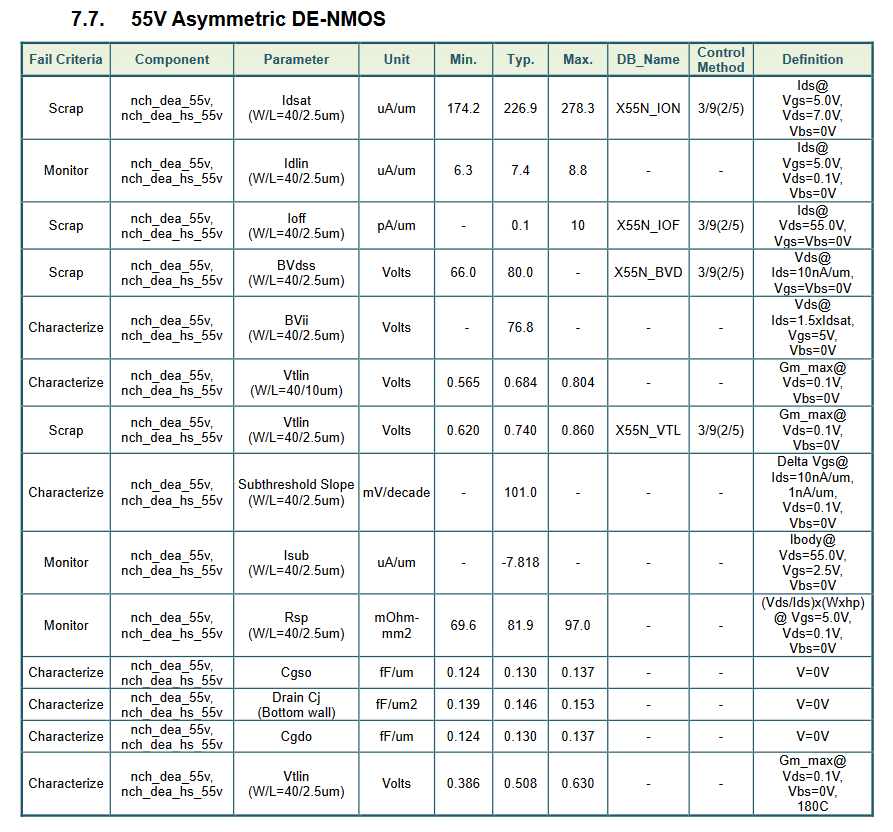 7.7. 55V Asymmetric DE-NMOS
Fail Criteria Component Parameter Unit Min. Typ. Max. DB_Name Control Method Definition
Scrap nch_dea_55v, nch_dea_hs_55v Idsat (W/L=40/2.5um) uA/um 174.2 226.9 278.3 X55N_ION 3/9(2/5) Ids@ Vgs=5.0V, Vds=7.0V, Vbs=0V
Monitor nch_dea_55v, nch_dea_hs_55v Idlin (W/L=40/2.5um) uA/um 6.3 7.4 8.8 - - Ids@ Vgs=5.0V, Vds=0.1V, Vbs=0V
Scrap nch_dea_55v, nch_dea_hs_55v Ioff (W/L=40/2.5um) pA/um - 0.1 10 X55N_IOF 3/9(2/5) Ids@ Vds=55.0V, Vgs=Vbs=0V
Scrap nch_dea_55v, nch_dea_hs_55v BVdss (W/L=40/2.5um) Volts 66.0 80.0 - X55N_BVD 3/9(2/5) Vds@ Ids=10nA/um, Vgs=Vbs=0V
Characterize nch_dea_55v, nch_dea_hs_55v BVii (W/L=40/2.5um) Volts - 76.8 - - - Vds@ Ids=1.5xIdsat, Vgs=5V, Vbs=0V
Characterize nch_dea_55v, nch_dea_hs_55v Vtlin (W/L=40/10um) Volts 0.565 0.684 0.804 - - Gm_max@ Vds=0.1V, Vbs=0V
Scrap nch_dea_55v, nch_dea_hs_55v Vtlin (W/L=40/2.5um) Volts 0.620 0.740 0.860 X55N_VTL 3/9(2/5) Gm_max@ Vds=0.1V, Vbs=0V
Characterize nch_dea_55v, nch_dea_hs_55v Subthreshold Slope (W/L=40/2.5um) mV/decade - 101.0 - - - Delta Vgs@ Ids=10nA/um, 1nA/um, Vds=0.1V, Vbs=0V
Monitor nch_dea_55v, nch_dea_hs_55v Isub (W/L=40/2.5um) uA/um - -7.818 - - - Ibody@ Vds=55.0V, Vgs=2.5V, Vbs=0V
Monitor nch_dea_55v, nch_dea_hs_55v Rsp (W/L=40/2.5um) mOhm-mm2 69.6 81.9 97.0 - - (Vds/Ids)x(Wxhp) @ Vgs=5.0V, Vds=0.1V, Vbs=0V
Characterize nch_dea_55v, nch_dea_hs_55v Cgso fF/um 0.124 0.130 0.137 - - V=0V
Characterize nch_dea_55v, nch_dea_hs_55v Drain Cj (Bottom wall) fF/um2 0.139 0.146 0.153 - - V=0V
Characterize nch_dea_55v, nch_dea_hs_55v Cgdo fF/um 0.124 0.130 0.137 - - V=0V
Characterize nch_dea_55v, nch_dea_hs_55v Vtlin (W/L=40/2.5um) Volts 0.386 0.508 0.630 - - Gm_max@ Vds=0.1V, Vbs=0V, 180C